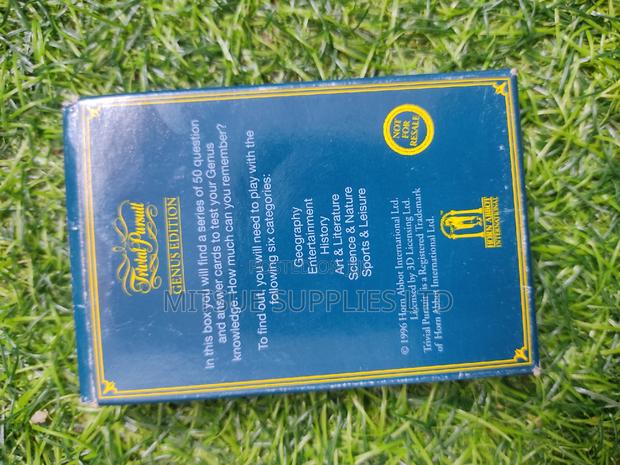 Trivial Pursuit
GENUS EDITION
In this box you will find a series of 50 question
and answer cards to test your Genus
knowledge. How much can you remember?
To find out, you will need to play with the
following six categories:
Geography
Entertainment
History
Art & Literature
Science & Nature
Sports & Leisure
NOT
FOR
RESALE
© 1996 Horn Abbot International Ltd.
Licensed by 3D Licensing Ltd.
Trivial Pursuit® is a Registered Trademark
of Horn Abbot International Ltd.
HORN ABBOT
INTERNATIONAL